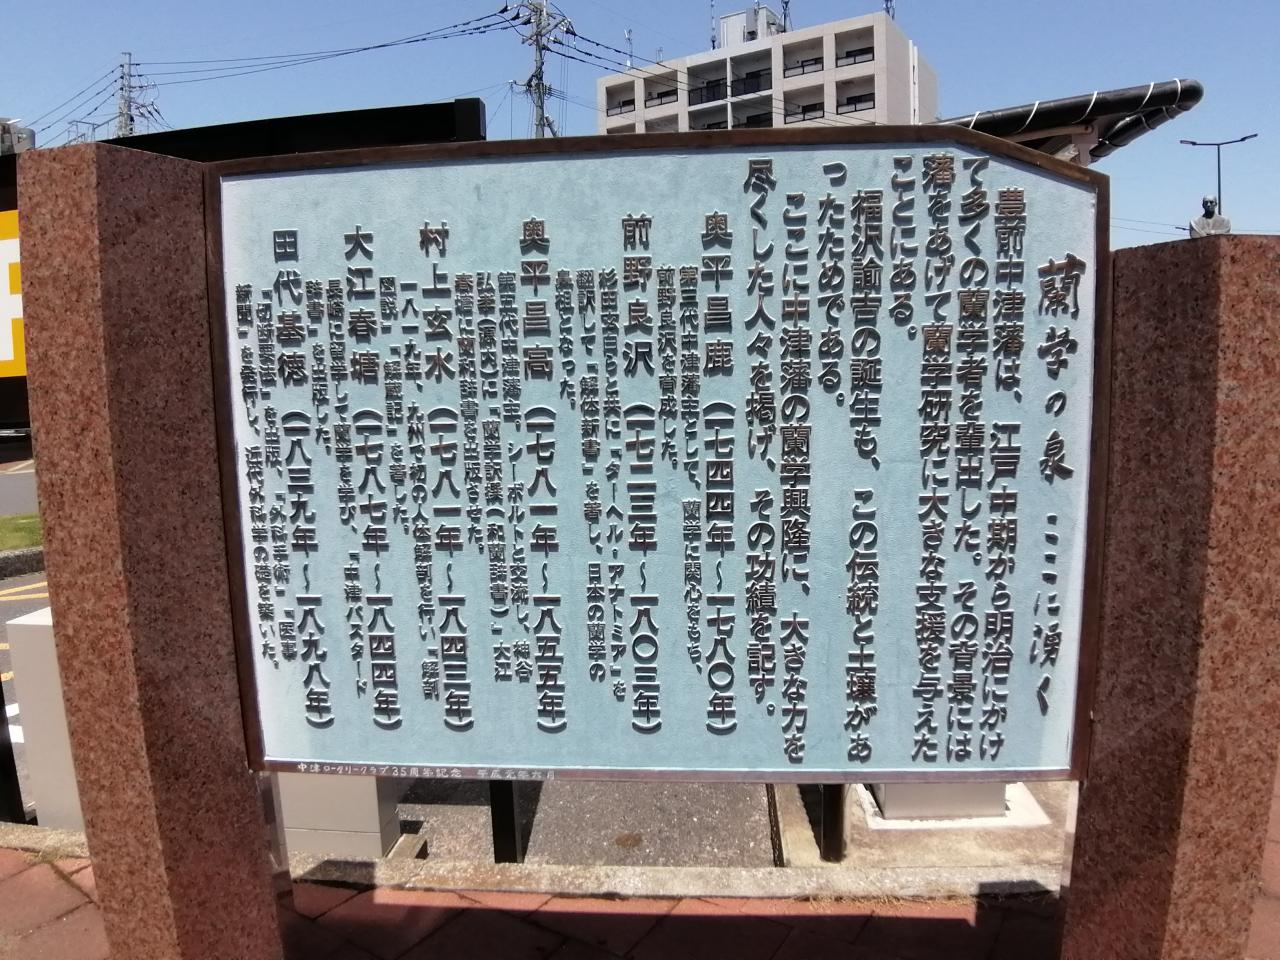 蘭学の泉 ここに湧く
豊前中津藩は、江戸中期から明治にかけ
て多くの蘭学者を輩出した。その背景には
藩をあげて蘭学研究に大きな支援を与えた
ことにある。
福沢諭吉の誕生も、この伝統と土壌があ
ったためである。
ここに中津藩の蘭学興隆に、大きな力を
尽くした人々を掲げ、その功績を記す。
奥平昌鹿(一七四四年〜一七八〇年)
第三代中津藩主として、蘭学に関心をもち、
前野良沢を育成した。
前野良沢(一七二三年〜一八〇三年)
杉田玄白らと共に「ターヘル・アナトミア」を
翻訳して「解体新書」を著し、日本の蘭学の
鼻祖となった。
奥平昌高(一七八一年〜一八五五年)
第五代中津藩主、シーボルトと交流し、神谷
弘孝(源内)に「蘭学訳撰(和蘭辞書)」大江
春塘に蘭和辞書を出版させた。
村上玄水(一七八一年〜一八四三年)
一八一九年、九州で初の人体解剖を行い「解剖
図説」「解臓記」を著した。
大江春塘(一七八七年〜一八四四年)
長崎に留学して蘭学を学び、「中津バスタード
辞書」を出版した。
田代基徳(一八三九年〜一八九八年)
「切断要法」を出版、「外科手術」「医事
新聞」を発行し、近代外科学の基礎を築いた。
中津ロータリークラブ35周年記念 平成元年六月